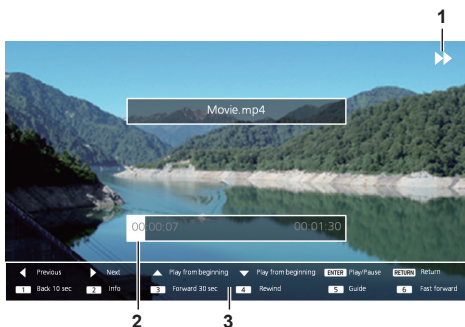 1
Movie.mp4
00:00:07 00:01:30
Previous Next Play from beginning Play from beginning ENTER Play/Pause RETURN Return
1 Back 10 sec 2 Info 3 Forward 30 sec 4 Rewind 5 Guide 6 Fast forward
2 3